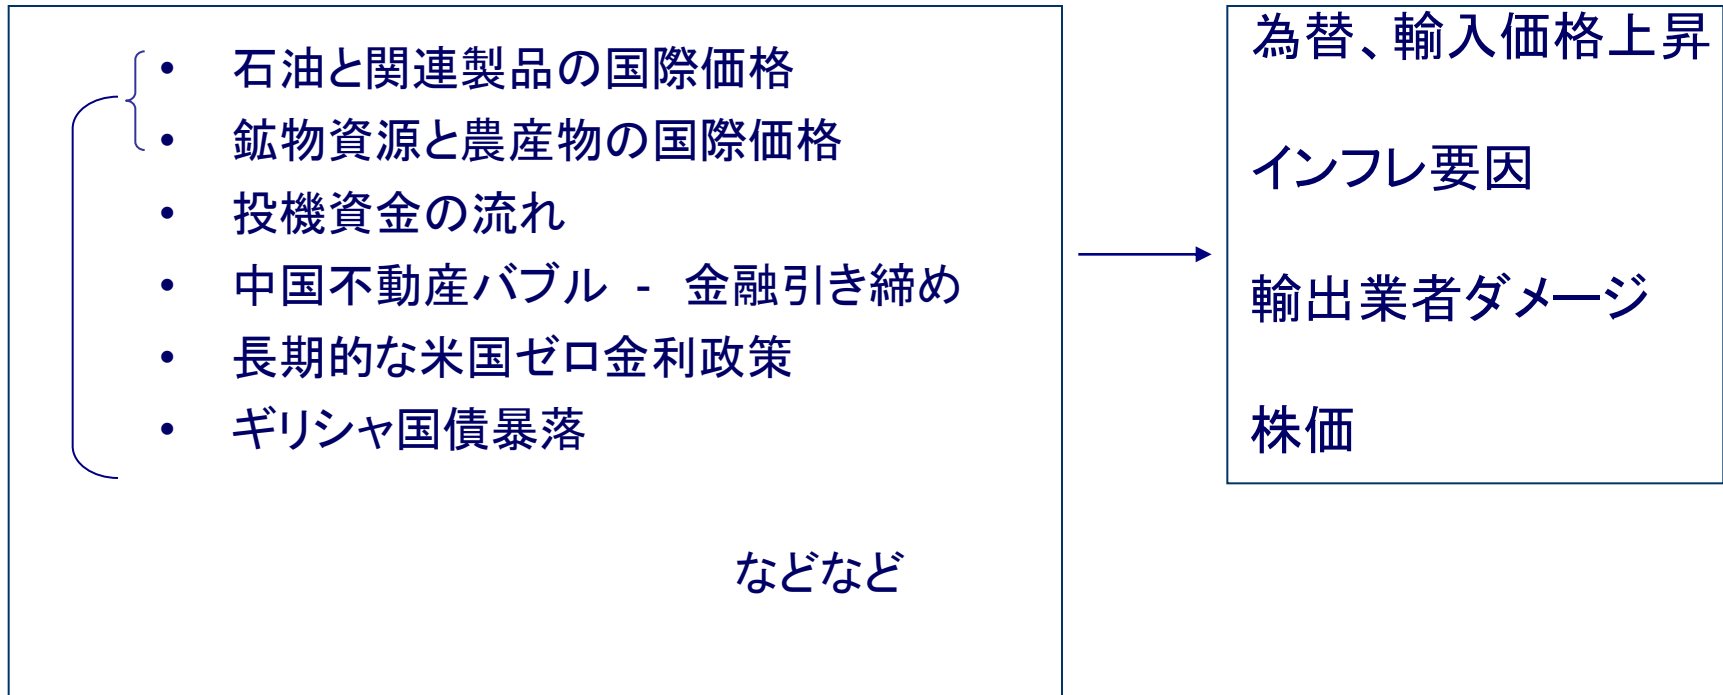 • 石油と関連製品の国際価格
• 鉱物資源と農産物の国際価格
• 投機資金の流れ
• 中国不動産バブル - 金融引き締め
• 長期的な米国ゼロ金利政策
• ギリシャ国債暴落
などなど
為替、輸入価格上昇
インフレ要因
輸出業者ダメージ
株価